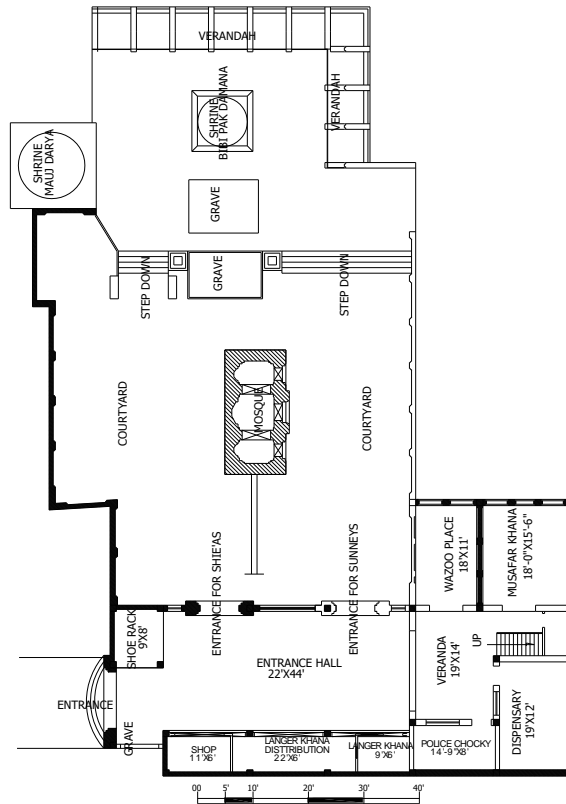 VERANDAH
VERANDAH
SHRINE
BIBI PAK DAMANA
SHRINE
MAUJ DARYA
GRAVE
GRAVE
STEP DOWN
STEP DOWN
MOSQUE
COURTYARD
COURTYARD
ENTRANCE FOR SHIE'AS
ENTRANCE FOR SUNNEYS
WAZOO PLACE
18'X11'
MUSAFAR KHANA
18'-0"X15'-6"
SHOE RACK
9'X8'
ENTRANCE HALL
22'X44'
VERANDA
19'X14'
UP
ENTRANCE
GRAVE
SHOP
11'X6'
LANGER KHANA
DISTTRIBUTION
22'X6'
LANGER KHANA
9'X6'
POLICE CHOCKY
14'-9"X8'
DISPENSARY
19'X12'
00 5' 10' 20' 30' 40'